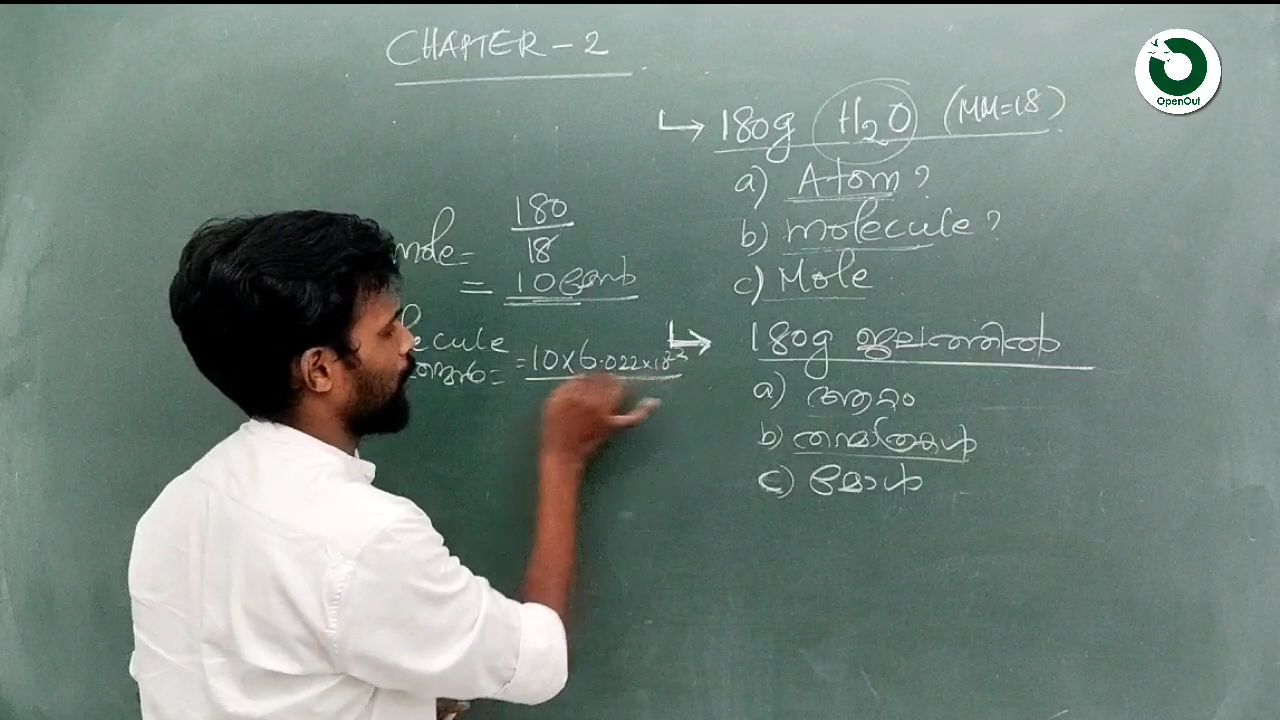 CHAPTER - 2
OpenOut
180g H₂O (MM=18)
a) Atom?
b) molecule?
c) Mole
180g ജലത്തിൽ
a) ആറ്റം
b) തന്മാത്രകൾ
c) മോൾ
mole = 180
18
= 10 മോൾ
ecule
= 10×6.022×10²³